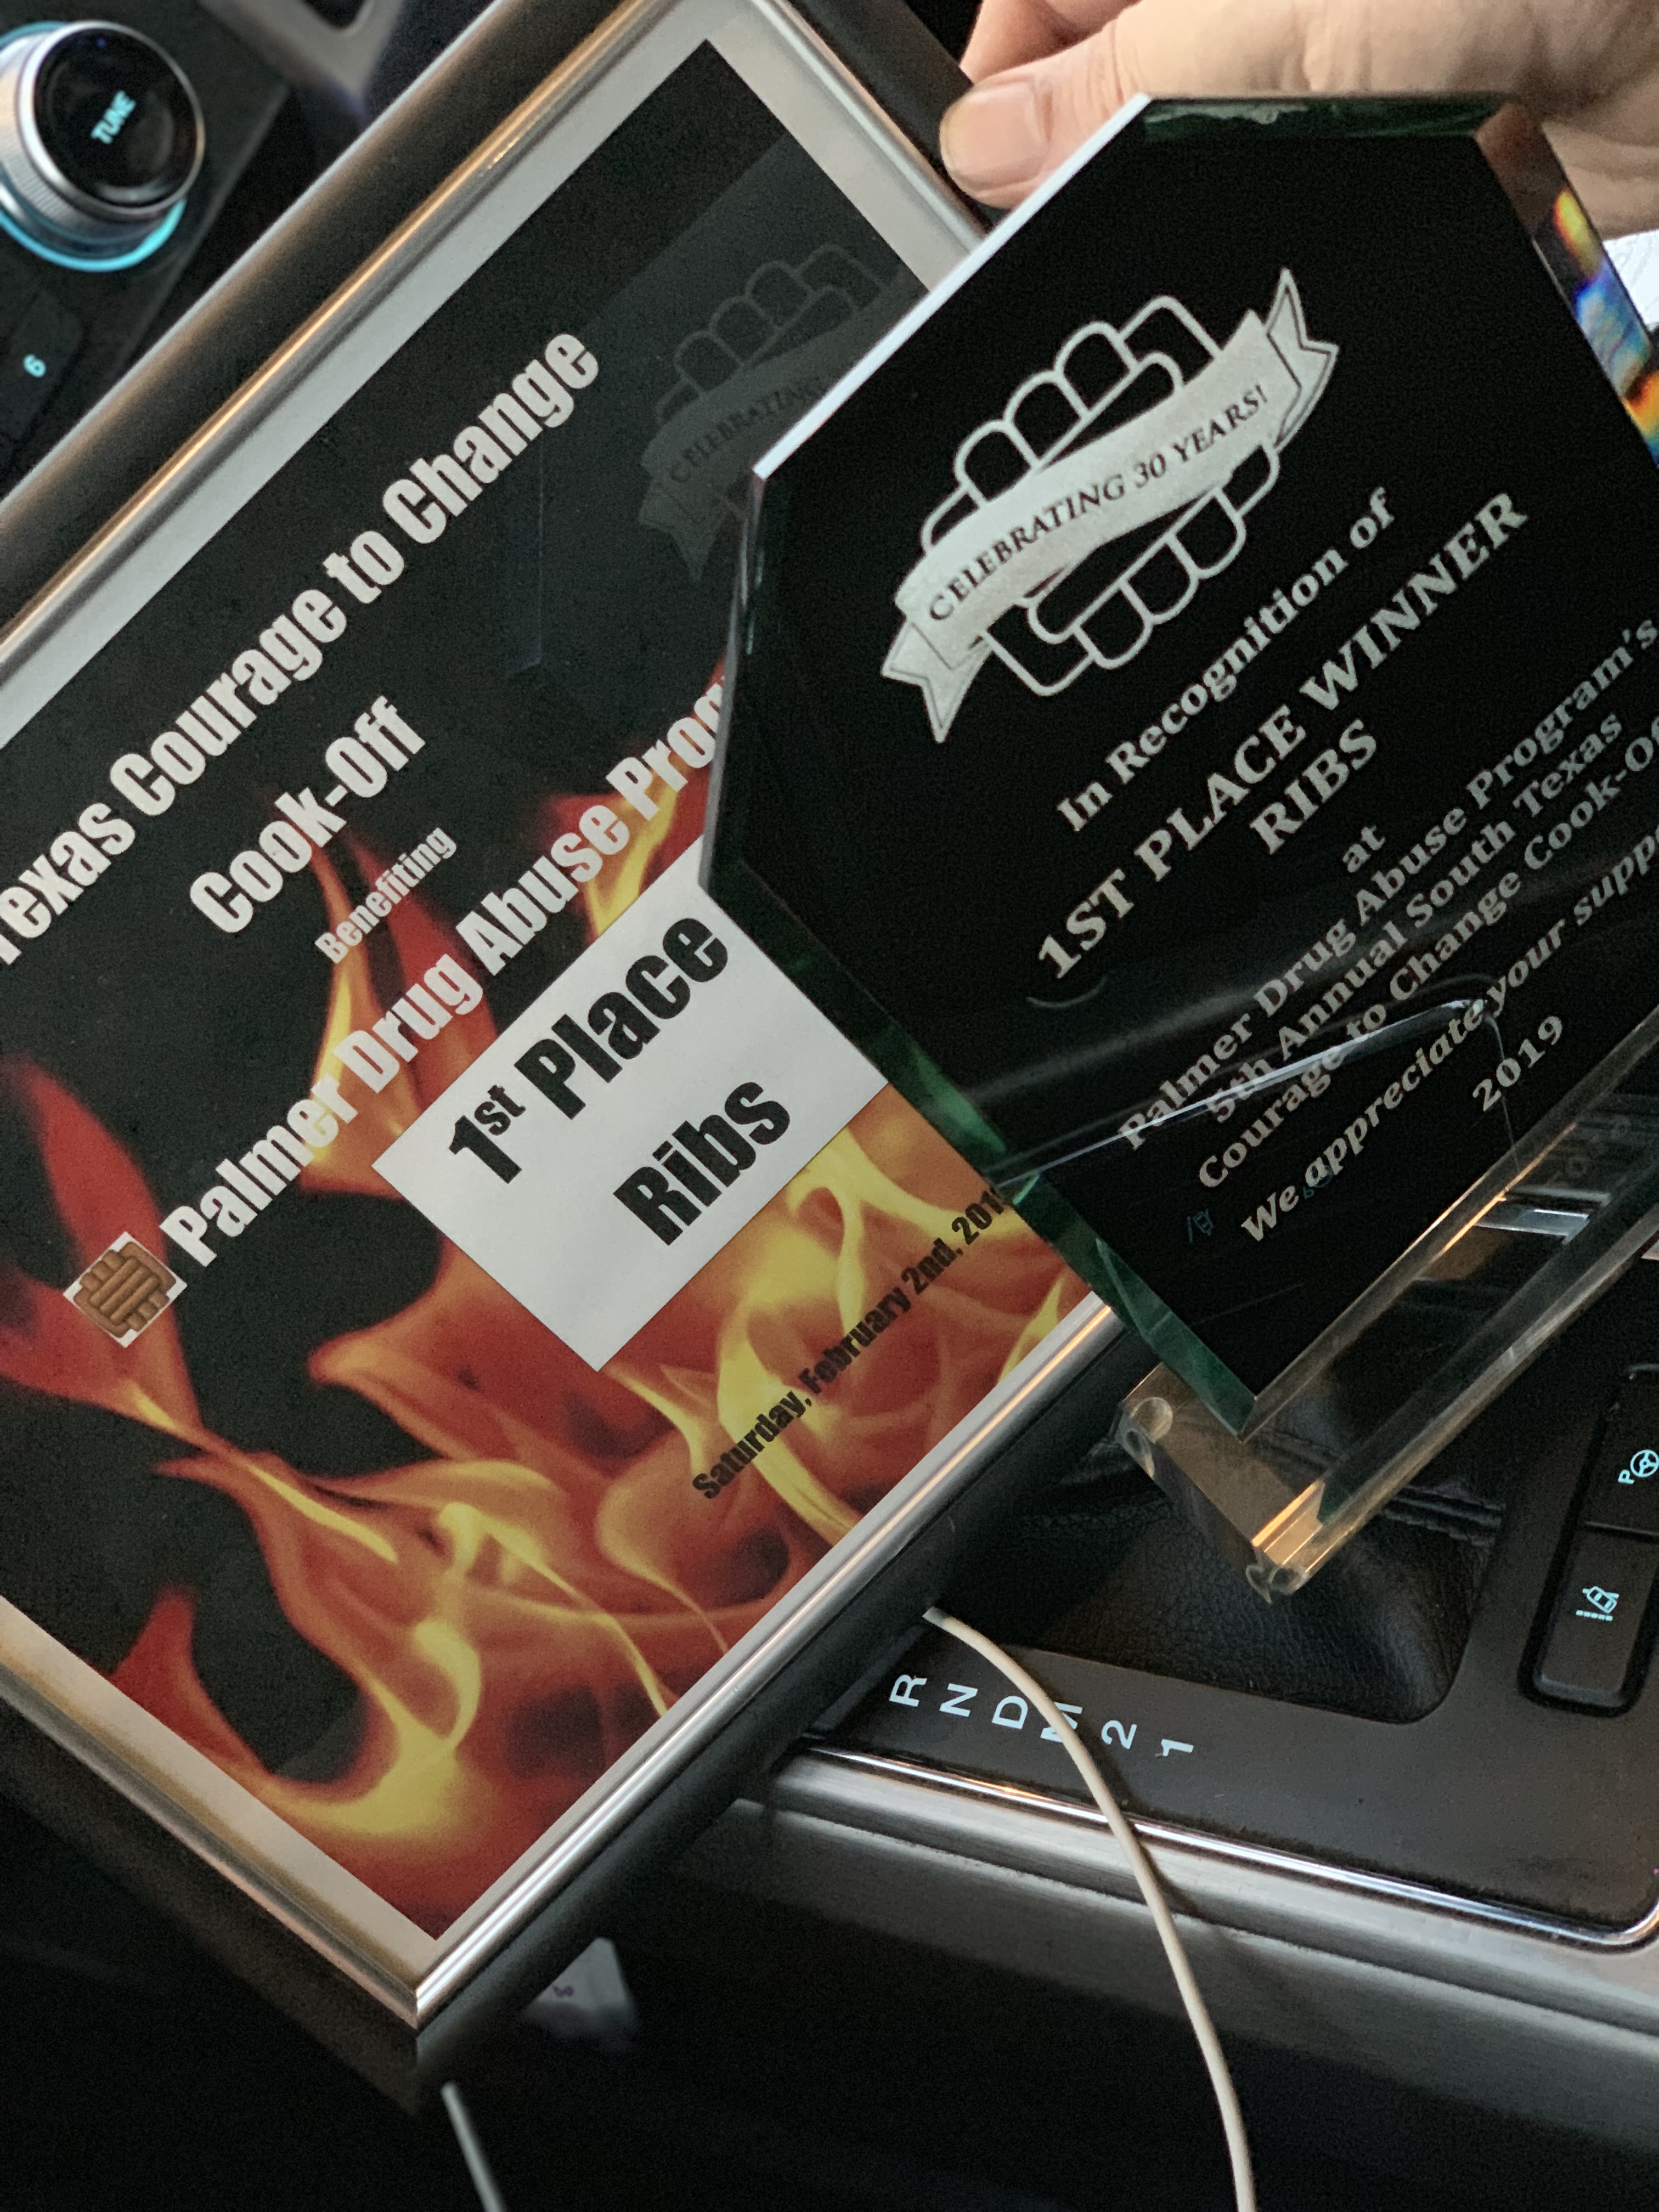 TUNE
6
Texas Courage to Change
Cook-Off
Benefiting
Palmer Drug Abuse Prog
1st Place
Ribs
Saturday, February 2nd, 201
CELEBRATING
CELEBRATING 30 YEARS!
In Recognition of
1ST PLACE WINNER
RIBS
at
Palmer Drug Abuse Program's
5th Annual South Texas
Courage to Change Cook-Of
We appreciate your supp
2019
P
R
N
D
M
2
1